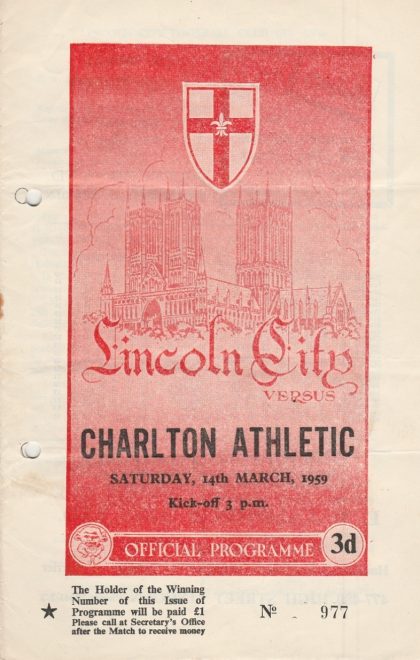 Lincoln City
VERSUS
CHARLTON ATHLETIC
SATURDAY, 14th MARCH, 1959
Kick-off 3 p.m.
OFFICIAL PROGRAMME 3d
The Holder of the Winning
Number of this Issue of
Programme will be paid £1
Please call at Secretary's Office
after the Match to receive money
★ Nº 977